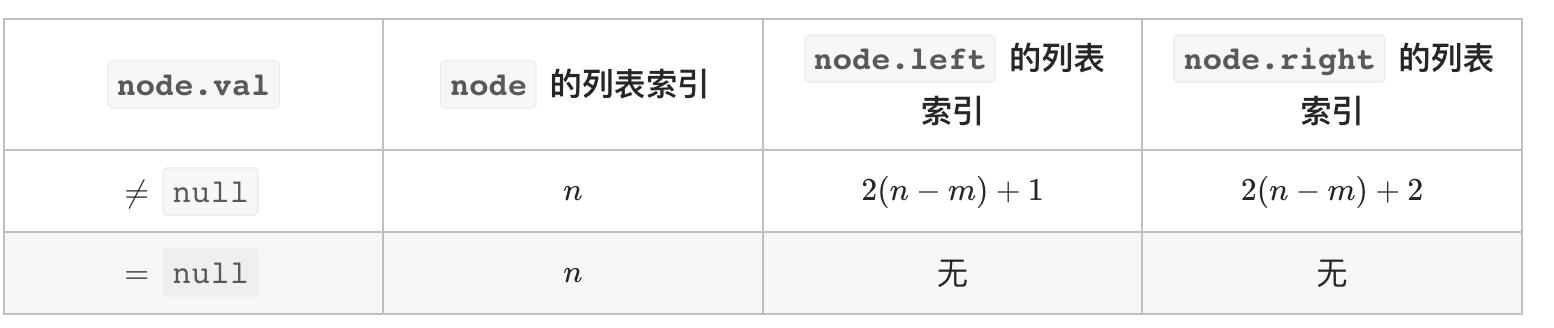 node.val
node 的列表索引
node.left 的列表
索引
node.right 的列表
索引
≠ null
n
2(n − m) + 1
2(n − m) + 2
= null
n
无
无